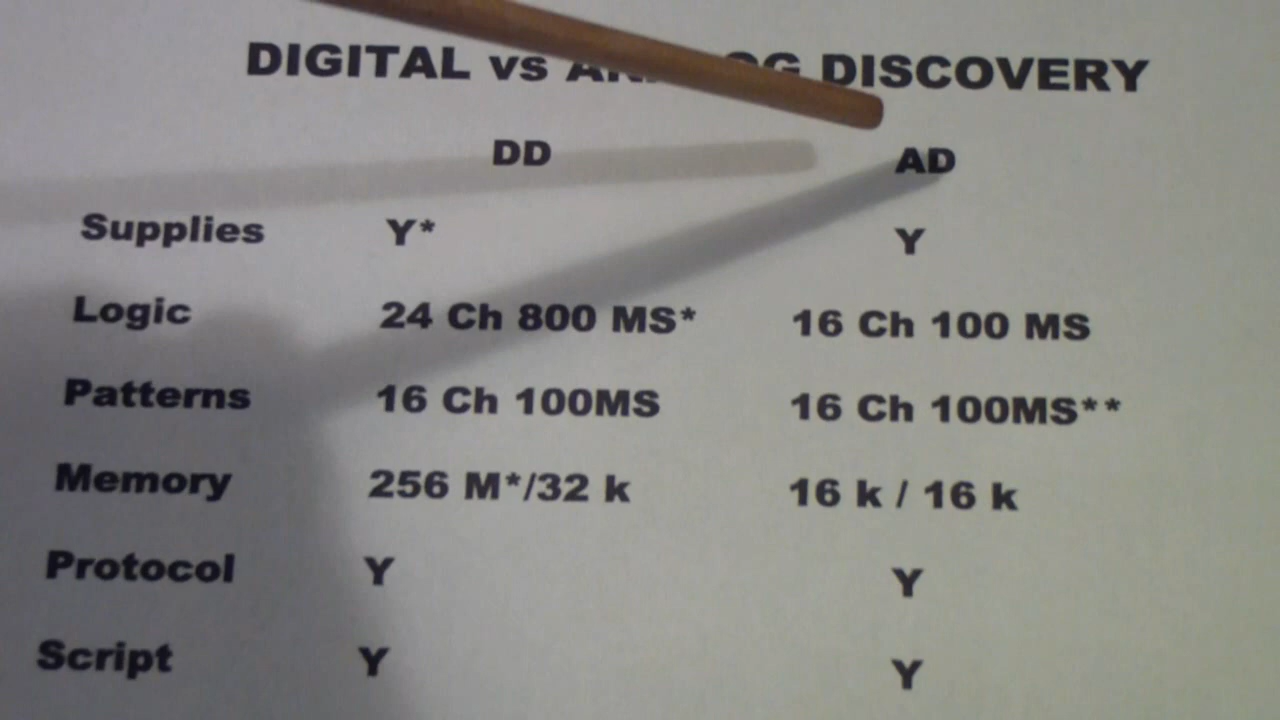 DIGITAL vs DISCOVERY
DD AD
Supplies Y* Y
Logic 24 Ch 800 MS* 16 Ch 100 MS
Patterns 16 Ch 100MS 16 Ch 100MS**
Memory 256 M*/32 k 16 k / 16 k
Protocol Y Y
Script Y Y